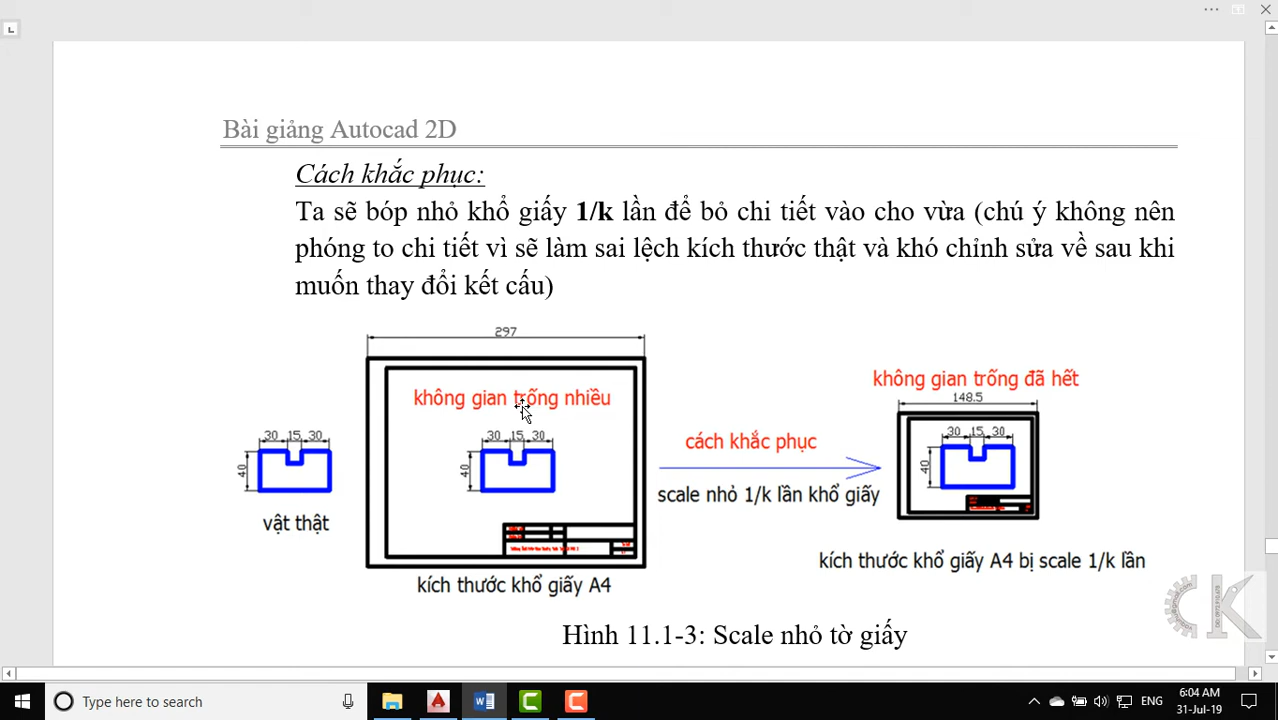 Bài giảng Autocad 2D
Cách khắc phục:
Ta sẽ bóp nhỏ khổ giấy 1/k lần để bỏ chi tiết vào cho vừa (chú ý không nên
phóng to chi tiết vì sẽ làm sai lệch kích thước thật và khó chỉnh sửa về sau khi
muốn thay đổi kết cấu)
297
không gian trống nhiều
30 15 30
40
vật thật
30 15 30
40
kích thước khổ giấy A4
cách khắc phục
scale nhỏ 1/k lần khổ giấy
không gian trống đã hết
148.5
30 15 30
40
kích thước khổ giấy A4 bị scale 1/k lần
CK
Hình 11.1-3: Scale nhỏ tờ giấy
Type here to search
ENG
6:04 AM
31-Jul-19